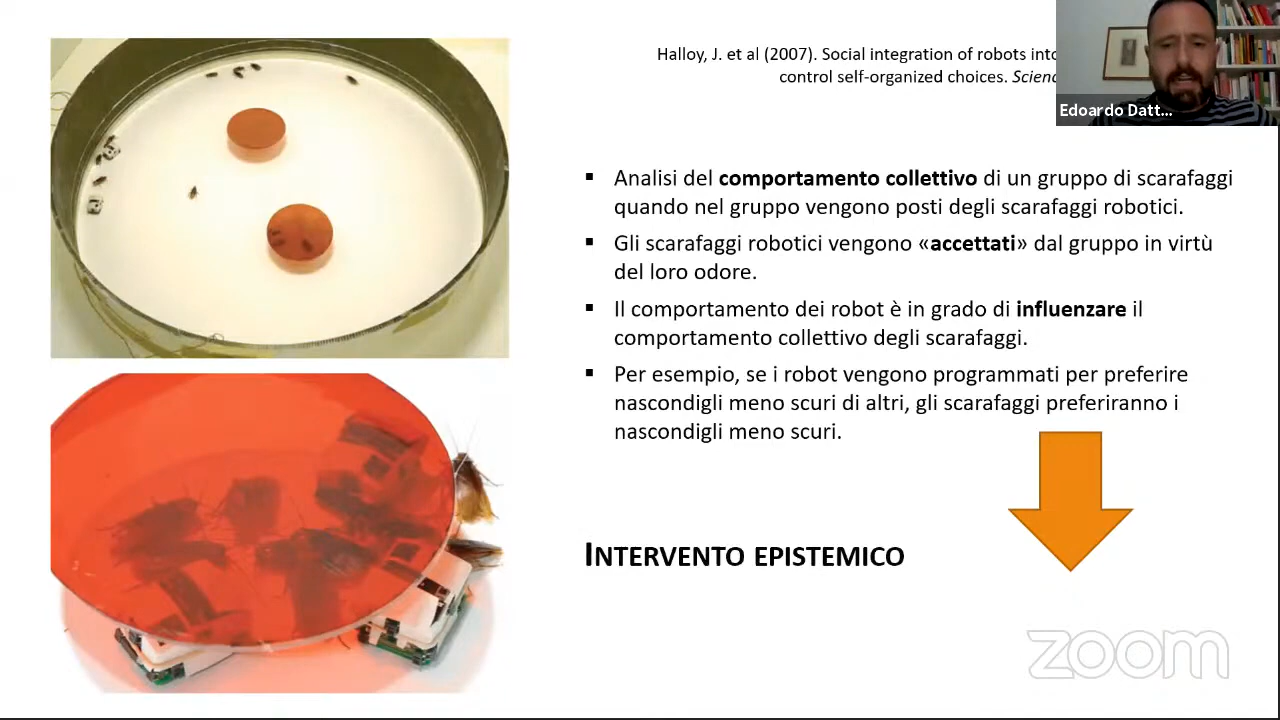 Halloy, J. et al (2007). Social integration of robots into
control self-organized choices.
Edoardo Datt...
▪ Analisi del comportamento collettivo di un gruppo di scarafaggi
quando nel gruppo vengono posti degli scarafaggi robotici.
▪ Gli scarafaggi robotici vengono «accettati» dal gruppo in virtù
del loro odore.
▪ Il comportamento dei robot è in grado di influenzare il
comportamento collettivo degli scarafaggi.
▪ Per esempio, se i robot vengono programmati per preferire
nascondigli meno scuri di altri, gli scarafaggi preferiranno i
nascondigli meno scuri.
INTERVENTO EPISTEMICO
zoom